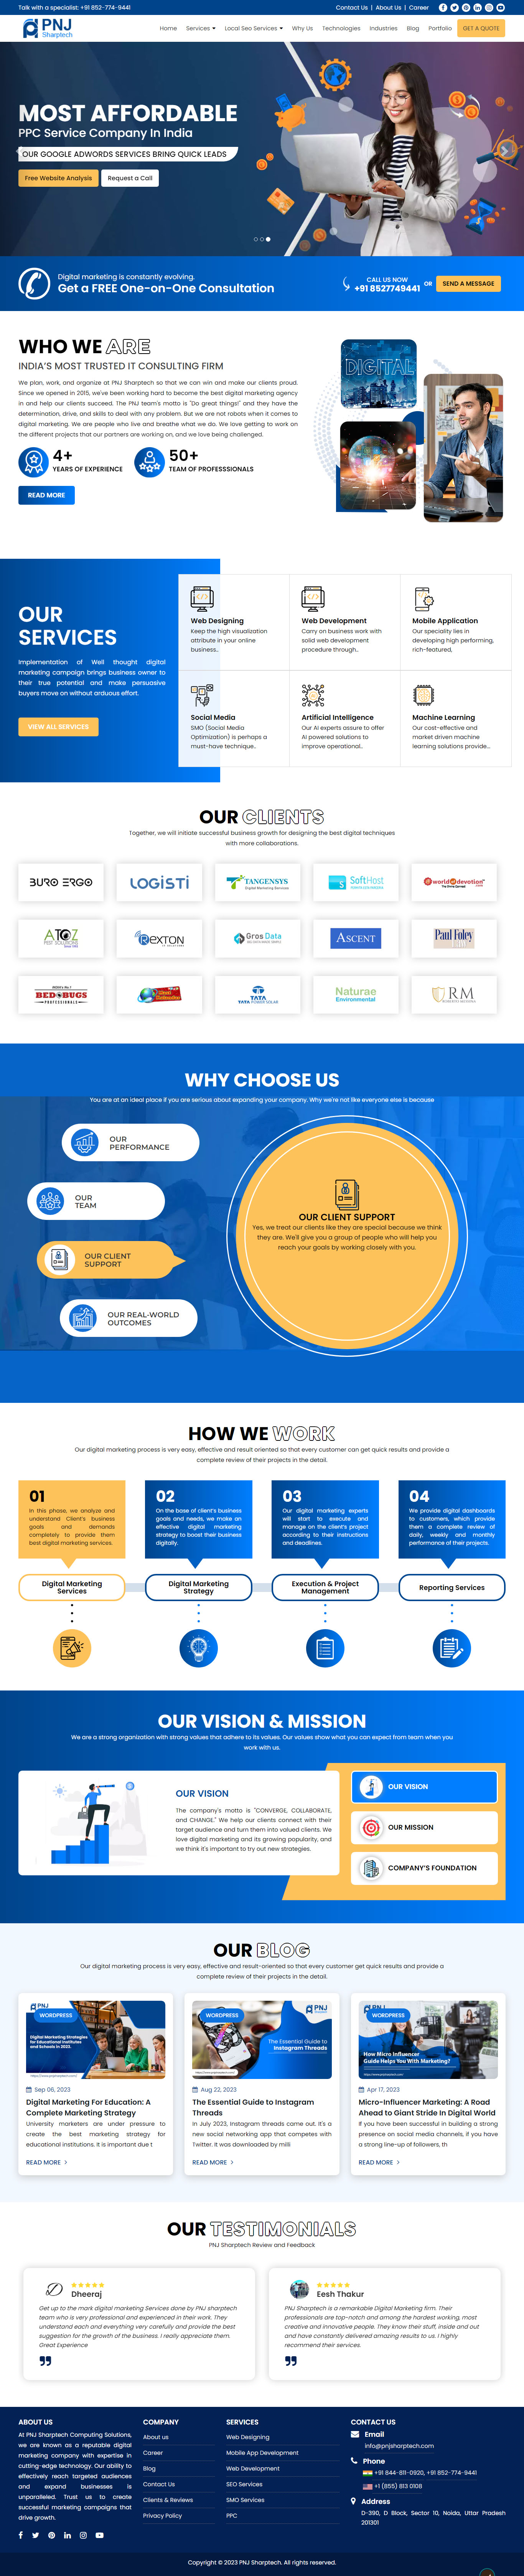 Talk with a specialist: +91 852-774-9441
Contact Us | About Us | Career
PNJ
Sharptech
Home Services Local Seo Services Why Us Technologies Industries Blog Portfolio GET A QUOTE
MOST AFFORDABLE
PPC Service Company in India
OUR GOOGLE ADWORDS SERVICES BRING QUICK LEADS
Free Website Analysis
Request a Call
Digital marketing is constantly evolving.
Get a FREE One-on-One Consultation
CALL US NOW
+91 8527749441
OR
SEND A MESSAGE
WHO WE ARE
INDIA'S MOST TRUSTED IT CONSULTING FIRM
We plan, work, and organize at PNJ Sharptech so that we can win and make our clients proud.
Since we opened in 2015, we've been working hard to become the best digital marketing agency
in and help our clients succeed. The PNJ team's motto is "Do great things!" and they have the
determination, drive, and skills to deal with any problem. But we are not robots when it comes to
digital marketing. We are people who live and breathe what we do. We love getting to work on
the different projects that our partners are working on, and we love being challenged.
4+
YEARS OF EXPERIENCE
50+
TEAM OF PROFESSSIONALS
READ MORE
DIGITAL
OUR
SERVICES
Implementation of Well thought digital
marketing campaign brings business owner to
their true potential and make persuasive
buyers move on without arduous effort.
VIEW ALL SERVICES
Web Designing
Keep the high visualization
attribute in your online
business..
Web Development
Carry on business work with
solid web development
procedure through..
Mobile Application
Our speciality lies in
developing high performing,
rich-featured,
Social Media
SMO (Social Media
Optimization) is perhaps a
must-have technique..
Artificial Intelligence
Our AI experts assure to offer
AI powered solutions to
improve operational..
Machine Learning
Our cost-effective and
market driven machine
learning solutions provide...
OUR CLIENTS
Together, we will initiate successful business growth for designing the best digital techniques
with more collaborations.
BURO ERGO
LOGISTI
TANGENSYS
Digital Marketing Services
SoftHost
world of devotion
ATOZ
PEST SOLUTIONS
REXTON
IT SOLUTIONS
Gros Data
ASCENT
Paul Foley
BED BUGS
PROFESSIONALS
TATA
TATA POWER SOLAR
Naturae
Environmental
RM
WHY CHOOSE US
You are at an ideal place if you are serious about expanding your company. Why we're not like everyone else is because
OUR
PERFORMANCE
OUR
TEAM
OUR CLIENT
SUPPORT
OUR REAL-WORLD
OUTCOMES
OUR CLIENT SUPPORT
Yes, we treat our clients like they are special because we think
they are. We'll give you a group of people who will help you
reach your goals by working closely with you.
HOW WE WORK
Our digital marketing process is very easy, effective and result oriented so that every customer can get quick results and provide a
complete review of their projects in the detail.
01
In this phase, we analyze and
understand Client's business
goals and demands
completely to provide them
best digital marketing services.
02
On the base of client's business
goals and needs, we make an
effective digital marketing
strategy to boost their business
digitally.
03
Our digital marketing experts
will start to execute and
manage on the client's project
according to their instructions
and deadlines.
04
We provide digital dashboards
to customers, which provide
them a complete review of
daily, weekly and monthly
performance of their projects.
Digital Marketing
Services
Digital Marketing
Strategy
Execution & Project
Management
Reporting Services
OUR VISION & MISSION
We are a strong organization with strong values that adhere to its values. Our values show what you can expect from team when you
work with us.
OUR VISION
The company's motto is "CONVERGE, COLLABORATE,
and CHANGE." We help our clients connect with their
target audience and turn them into valued clients. We
love digital marketing and its growing popularity, and
we think it's important to try out new strategies.
OUR VISION
OUR MISSION
COMPANY'S FOUNDATION
OUR BLOG
Our digital marketing process is very easy, effective and result-oriented so that every customer get quick results and provide a
complete review of their projects in the detail.
WORDPRESS
Digital Marketing Strategies
for Educational Institutes
and Schools in 2023.
Sep 06, 2023
Digital Marketing For Education: A
Complete Marketing Strategy
University marketers are under pressure to
create the best marketing strategy for
educational institutions. It is important due t
READ MORE >
WORDPRESS
PNJ
The Essential Guide to
Instagram Threads
Aug 22, 2023
The Essential Guide to Instagram
Threads
In July 2023, Instagram threads came out. It's a
new social networking app that competes with
Twitter. It was downloaded by milli
READ MORE >
WORDPRESS
How Micro Influencer
Guide Helps You With Marketing?
Apr 17, 2023
Micro-Influencer Marketing: A Road
Ahead to Giant Stride In Digital World
If you have been successful in building a strong
presence on social media channels, if you have
a strong line-up of followers, th
READ MORE >
OUR TESTIMONIALS
PNJ Sharptech Review and Feedback
Dheeraj
Get up to the mark digital marketing Services done by PNJ sharptech
team who is very professional and experienced in their work. They
understand each and everything very carefully and provide the best
suggestion for the growth of the business. I really appreciate them.
Great Experience
Eesh Thakur
PNJ Sharptech is a remarkable Digital Marketing firm. Their
professionals are top-notch and among the hardest working, most
creative and innovative people. They know their stuff, inside and out
and have constantly delivered amazing results to us. I highly
recommend their services.
ABOUT US
At PNJ Sharptech Computing Solutions,
we are known as a reputable digital
marketing company with expertise in
cutting-edge technology. Our ability to
effectively reach targeted audiences
and expand businesses is
unparalleled. Trust us to create
successful marketing campaigns that
drive growth.
COMPANY
About us
Career
Blog
Contact Us
Clients & Reviews
Privacy Policy
SERVICES
Web Designing
Mobile App Development
Web Development
SEO Services
SMO Services
PPC
CONTACT US
Email
info@pnjsharptech.com
Phone
+91 844-811-0920, +91 852-774-9441
+1 (855) 813 0108
Address
D-390, D Block, Sector 10, Noida, Uttar Pradesh
201301
Copyright © 2023 PNJ Sharptech. All rights reserved.